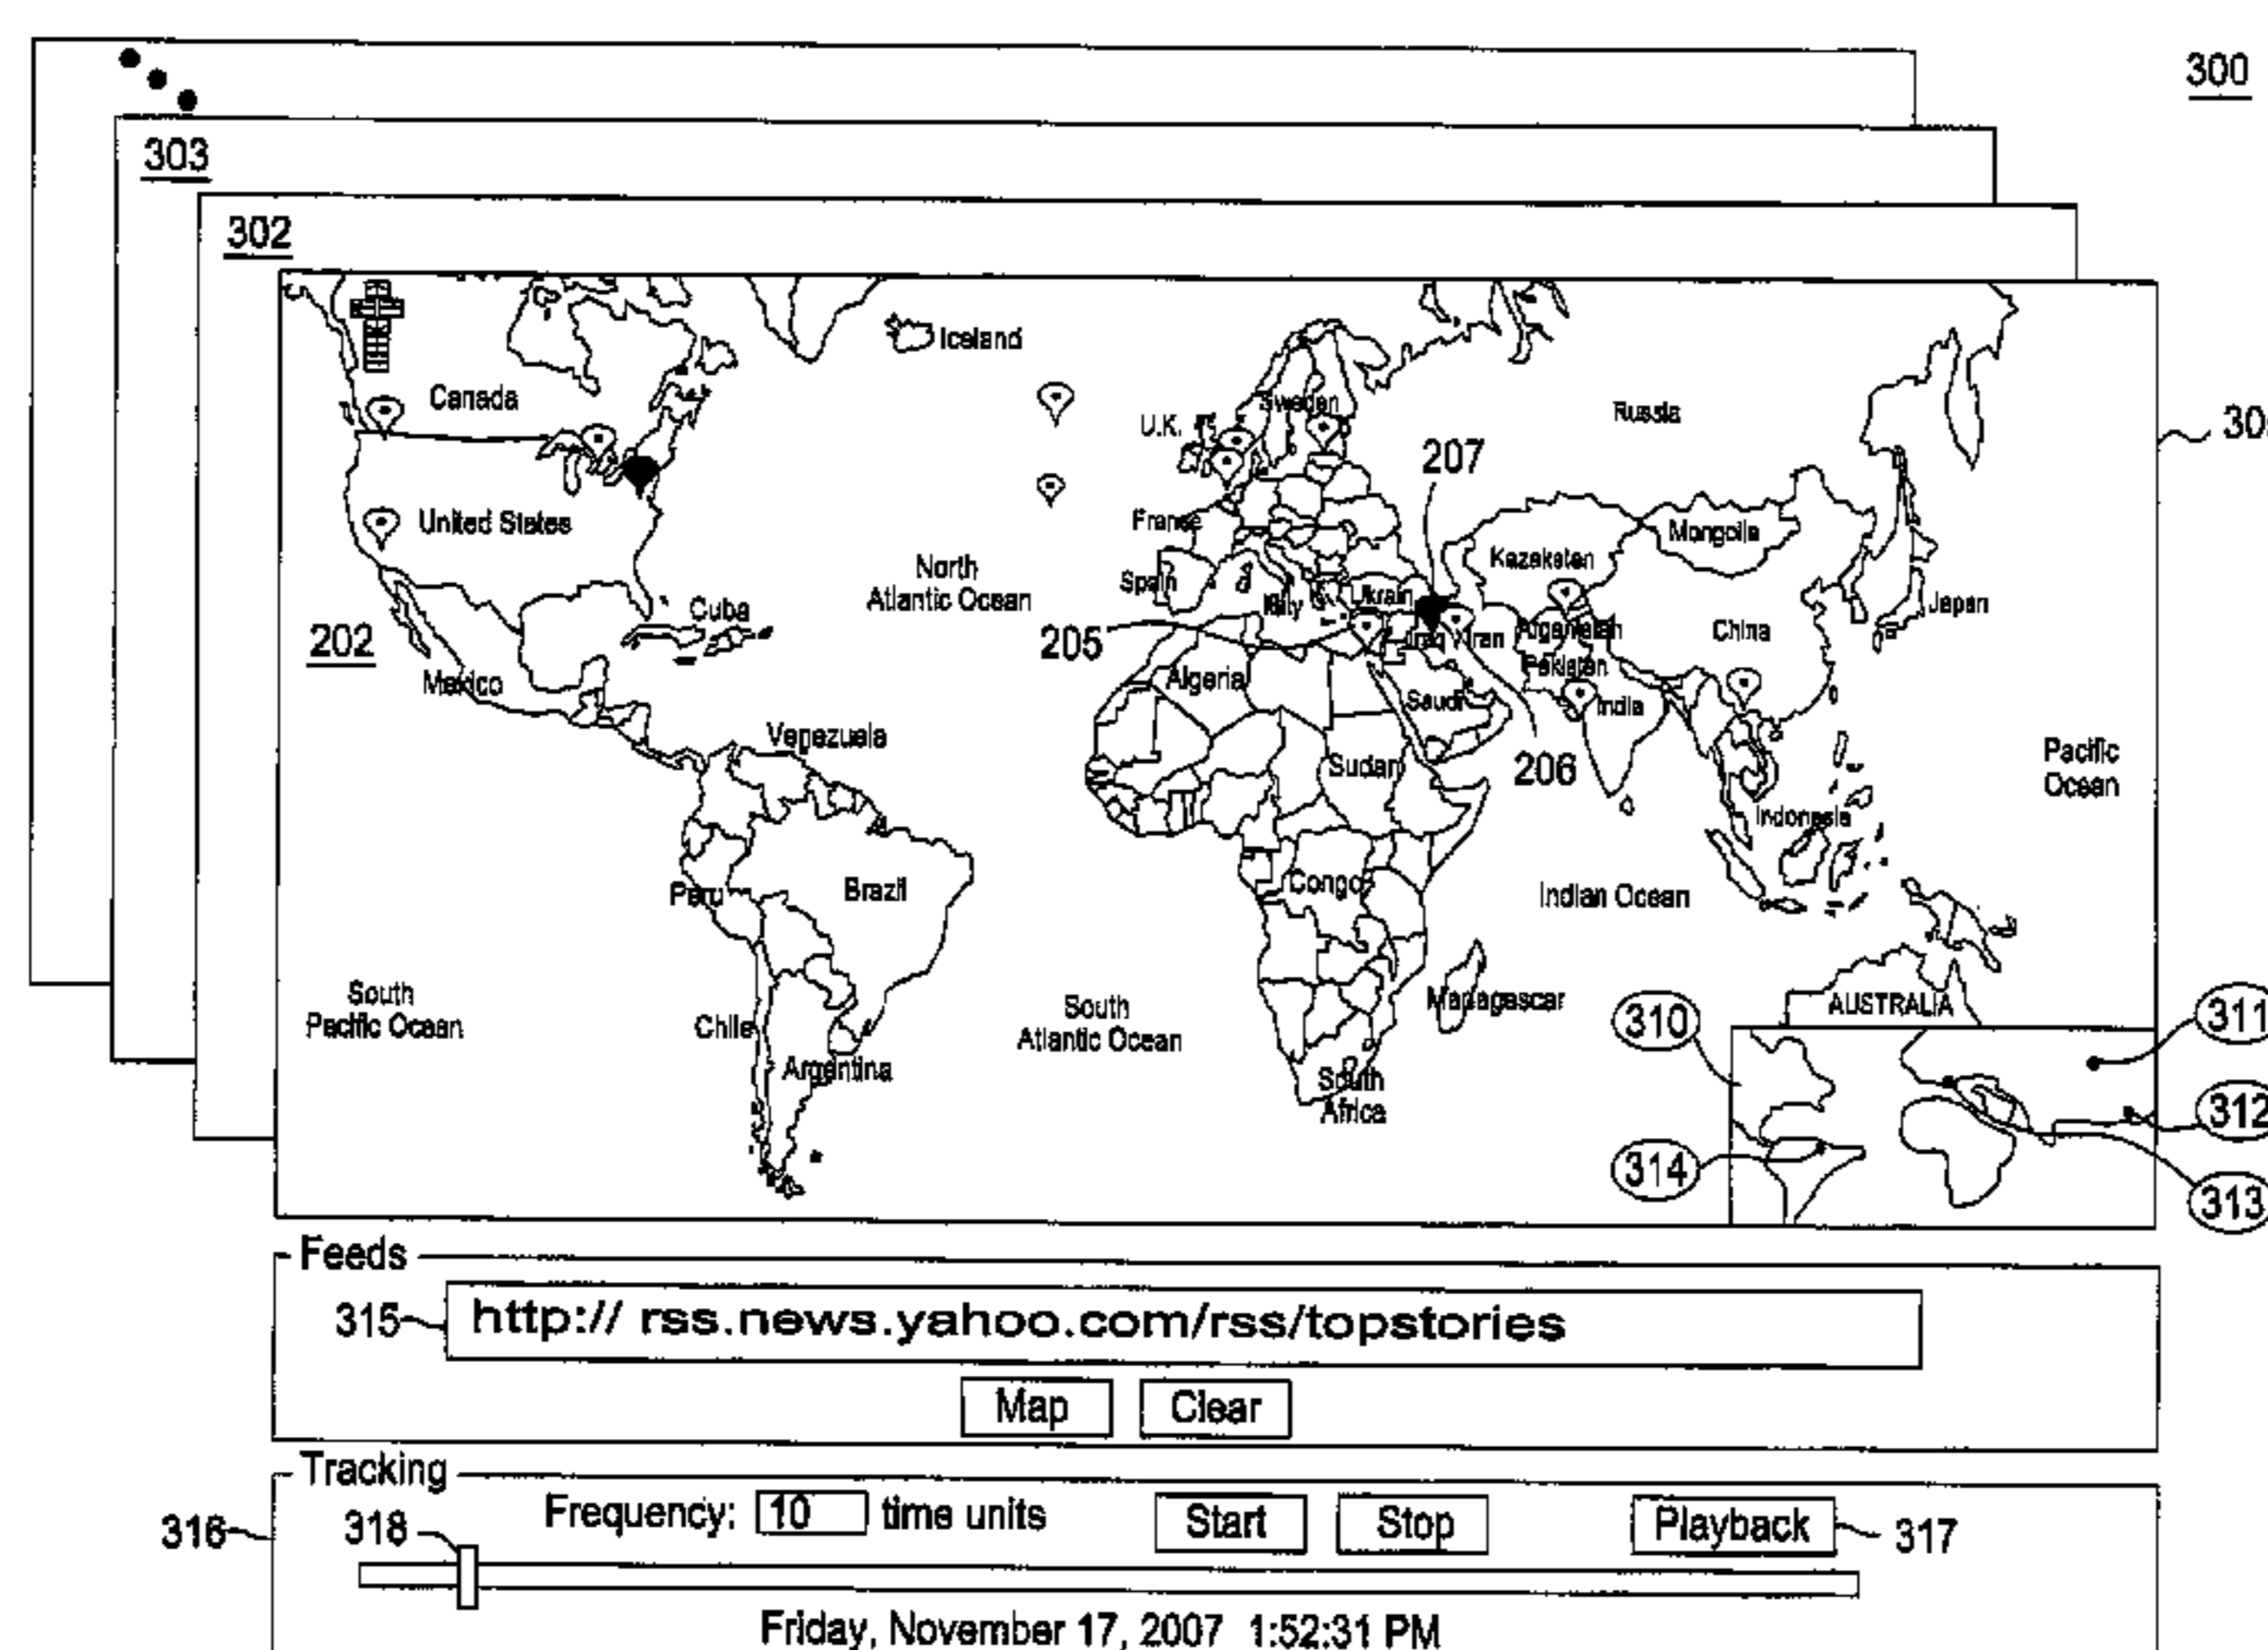 300
303
302
30
Iceland
Canada
U.K.
Sweden
Russia
207
United States
France
Mongolia
Kazakstan
North
Atlantic Ocean
Spain
Italy
Ukrain
Japan
Cuba
205
Iraq
Iran
China
202
Pakistan
Mexico
Algeria
Saudi
India
Venezuela
206
Sudan
Pacific
Ocean
Indonesia
Peru
Brazil
Congo
Indian Ocean
South
Pacific Ocean
Chile
South
Atlantic Ocean
Madagascar
AUSTRALIA
310
311
Argentina
South
Africa
312
314
313
Feeds
315
http:// rss.news.yahoo.com/rss/topstories
Map
Clear
Tracking
316
318
Frequency: 10 time units
Start
Stop
Playback
317
Friday, November 17, 2007 1:52:31 PM